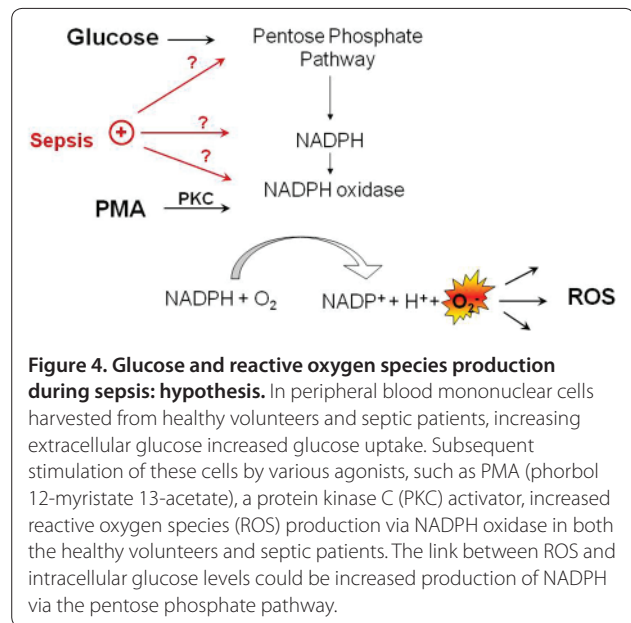 Glucose
Pentose Phosphate
Pathway
?
Sepsis
+
?
NADPH
?
NADPH oxidase
PMA
PKC
NADPH + O₂
NADP⁺ + H⁺ + O₂⁻
ROS
Figure 4. Glucose and reactive oxygen species production
during sepsis: hypothesis. In peripheral blood mononuclear cells
harvested from healthy volunteers and septic patients, increasing
extracellular glucose increased glucose uptake. Subsequent
stimulation of these cells by various agonists, such as PMA (phorbol
12-myristate 13-acetate), a protein kinase C (PKC) activator, increased
reactive oxygen species (ROS) production via NADPH oxidase in both
the healthy volunteers and septic patients. The link between ROS and
intracellular glucose levels could be increased production of NADPH
via the pentose phosphate pathway.